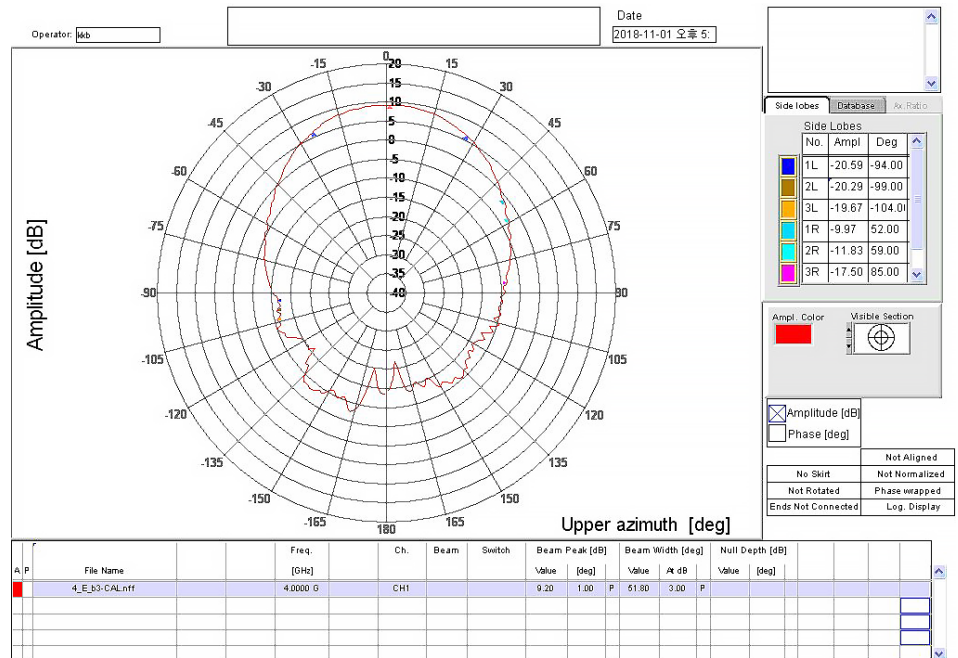 Date
Operator: kkb
2018-11-01 오후 5:
Side lobes Database Ax.Ratio
Side Lobes
No. Ampl Deg
1L -20.59 -94.00
2L -20.29 -99.00
3L -19.67 -104.0
1R -9.97 52.00
2R -11.83 59.00
3R -17.50 85.00
Ampl. Color Visible Section
Amplitude [dB]
Phase [deg]
Not Aligned
No Skirt Not Normalized
Not Rotated Phase wrapped
Ends Not Connected Log. Display
Amplitude [dB]
0
-15 15
-30 30
-45 45
-60 60
-75 75
-90 90
-105 105
-120 120
-135 135
-150 150
-165 165
180
20
15
10
5
0
-5
-10
-15
-20
-25
-30
-35
-40
Upper azimuth [deg]
Freq. Ch. Beam Switch Beam Peak [dB] Beam Width [deg] Null Depth [dB]
A P File Name [GHz] Value [deg] Value At dB Value [deg]
4_E_b3-CAL.nff 4.0000 G CH1 9.20 1.00 P 51.80 3.00 P